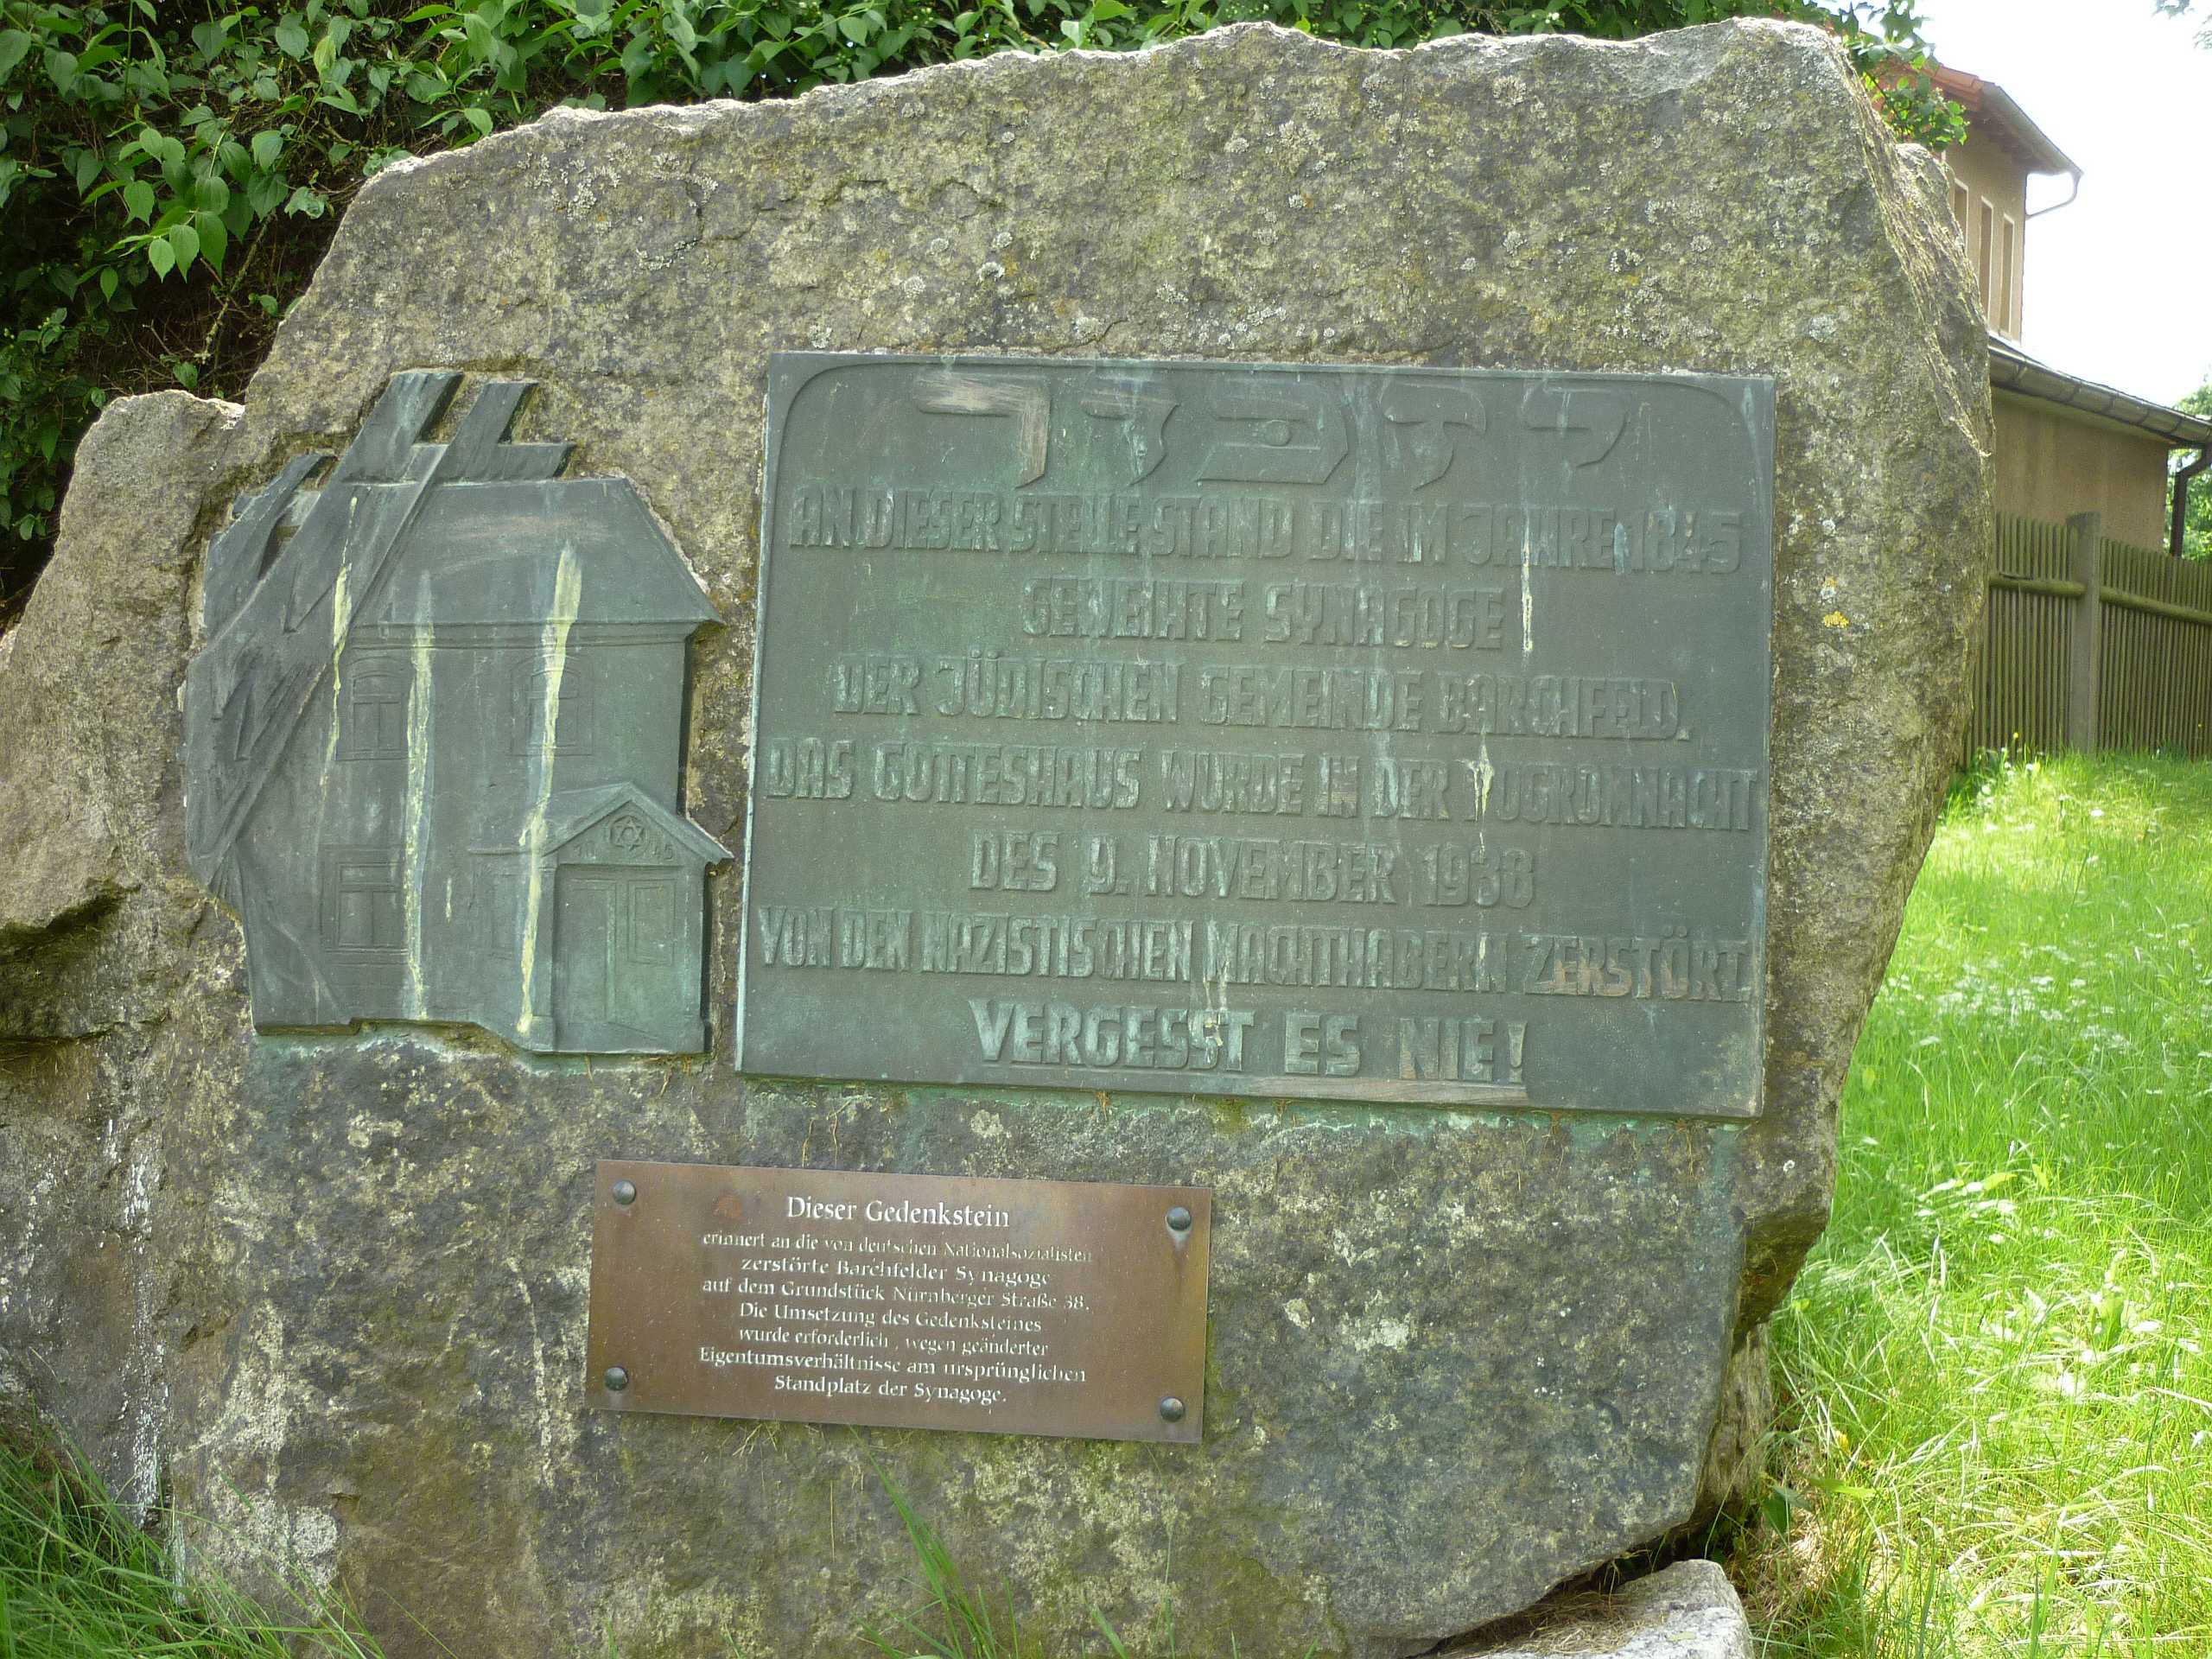 AN DIESER STELLE STAND DIE IM JAHRE 1845
GEWEIHTE SYNAGOGE
DER JÜDISCHEN GEMEINDE BARCHFELD.
DAS GOTTESHAUS WURDE IN DER POGROMNACHT
DES 9. NOVEMBER 1938
VON DEN NAZISTISCHEN MACHTHABERN ZERSTÖRT
VERGESST ES NIE!
Dieser Gedenkstein
erinnert an die von deutschen Nationalsozialisten
zerstörte Barchfelder Synagoge
auf dem Grundstück Nürnberger Straße 38.
Die Umsetzung des Gedenksteines
wurde erforderlich, wegen geänderter
Eigentumsverhältnisse am ursprünglichen
Standplatz der Synagoge.